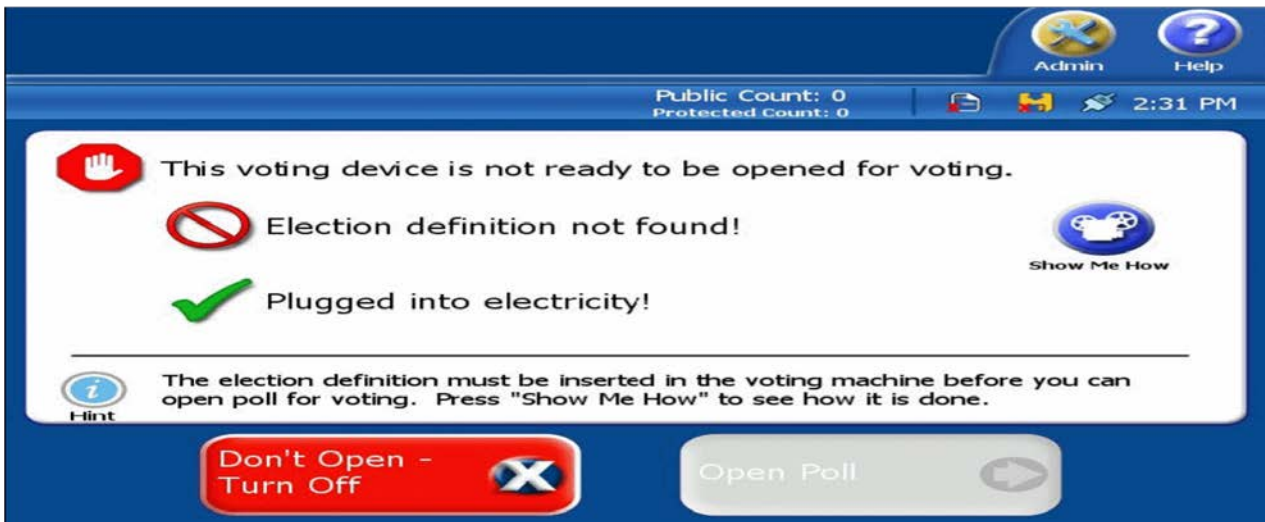 Admin
Help
Public Count: 0
Protected Count: 0
2:31 PM
This voting device is not ready to be opened for voting.
Election definition not found!
Show Me How
Plugged into electricity!
Hint
The election definition must be inserted in the voting machine before you can
open poll for voting.  Press "Show Me How" to see how it is done.
Don't Open -
Turn Off
Open Poll